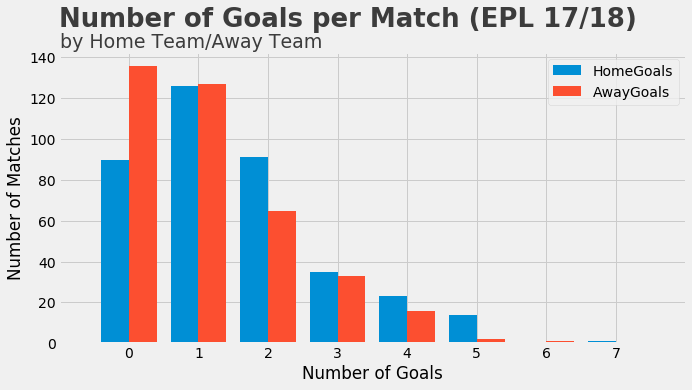 Number of Goals per Match (EPL 17/18)
by Home Team/Away Team
HomeGoals
AwayGoals
Number of Matches
140
120
100
80
60
40
20
0
0 1 2 3 4 5 6 7
Number of Goals